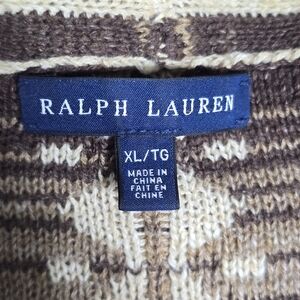 RALPH LAUREN
XL/TG
MADE IN
CHINA
FAIT EN
CHINE